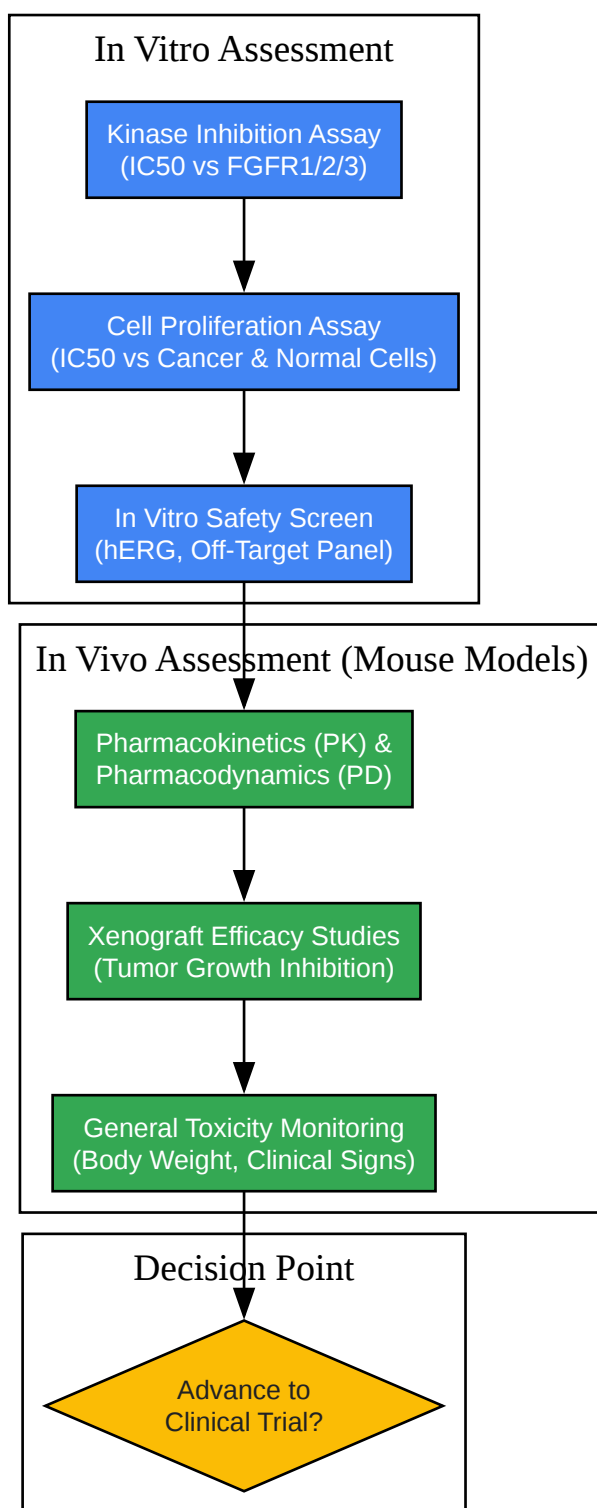 In Vitro Assessment
Kinase Inhibition Assay
(IC50 vs FGFR1/2/3)
Cell Proliferation Assay
(IC50 vs Cancer & Normal Cells)
In Vitro Safety Screen
(hERG, Off-Target Panel)
In Vivo Assessment (Mouse Models)
Pharmacokinetics (PK) &
Pharmacodynamics (PD)
Xenograft Efficacy Studies
(Tumor Growth Inhibition)
General Toxicity Monitoring
(Body Weight, Clinical Signs)
Decision Point
Advance to
Clinical Trial?